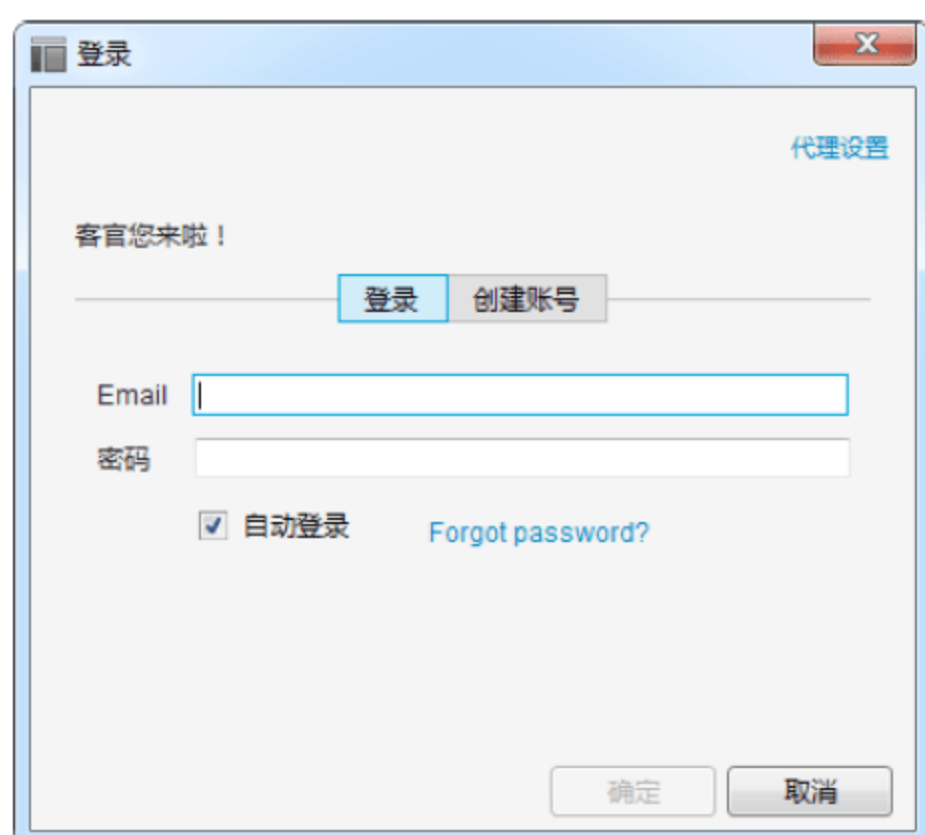 登录
代理设置
客官您来啦！
登录 创建账号
Email
密码
自动登录 Forgot password?
确定 取消